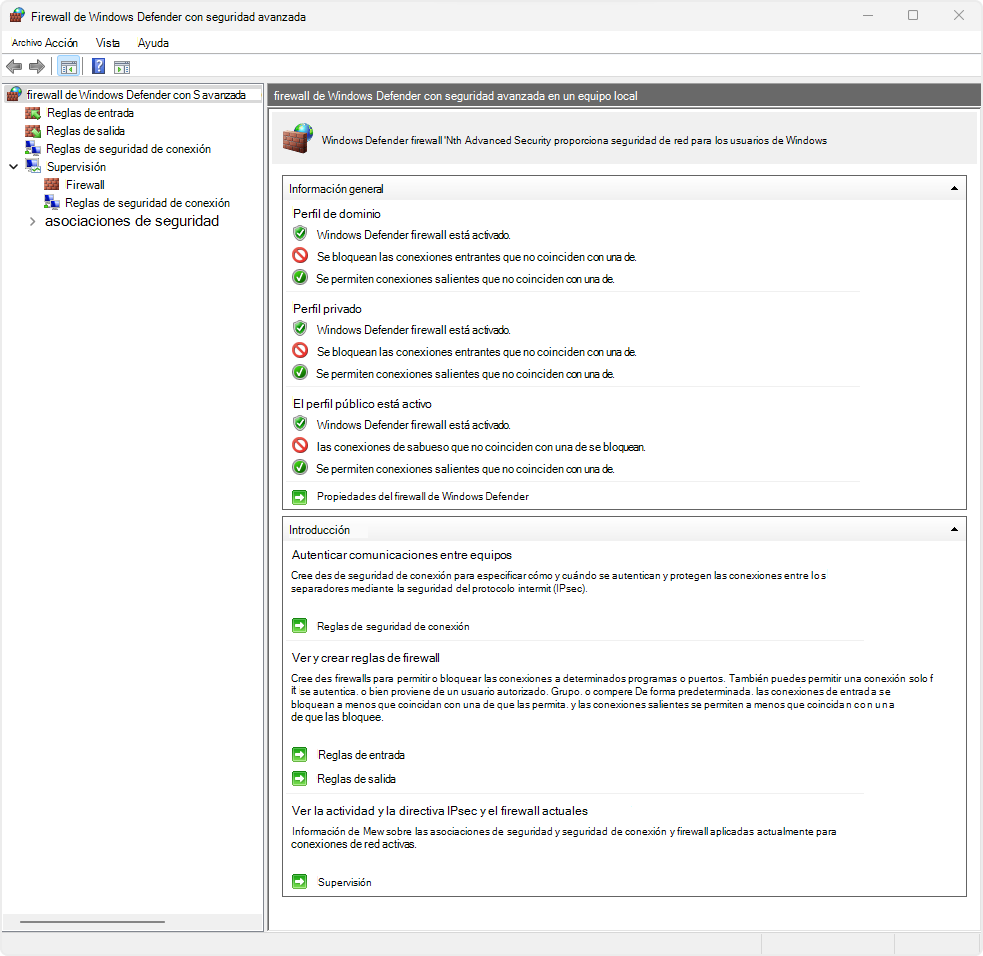 Firewall de Windows Defender con seguridad avanzada
Archivo Acción Vista Ayuda
firewall de Windows Defender con S avanzada
Reglas de entrada
Reglas de salida
Reglas de seguridad de conexión
Supervisión
Firewall
Reglas de seguridad de conexión
asociaciones de seguridad
firewall de Windows Defender con seguridad avanzada en un equipo local
Windows Defender firewall 'Nth Advanced Security proporciona seguridad de red para los usuarios de Windows
Información general
Perfil de dominio
Windows Defender firewall está activado.
Se bloquean las conexiones entrantes que no coinciden con una de.
Se permiten conexiones salientes que no coinciden con una de.
Perfil privado
Windows Defender firewall está activado.
Se bloquean las conexiones entrantes que no coinciden con una de.
Se permiten conexiones salientes que no coinciden con una de.
El perfil público está activo
Windows Defender firewall está activado.
las conexiones de sabueso que no coinciden con una de se bloquean.
Se permiten conexiones salientes que no coinciden con una de.
Propiedades del firewall de Windows Defender
Introducción
Autenticar comunicaciones entre equipos
Cree des de seguridad de conexión para especificar cómo y cuándo se autentican y protegen las conexiones entre los
separadores mediante la seguridad del protocolo intermit (IPsec).
Reglas de seguridad de conexión
Ver y crear reglas de firewall
Cree des firewalls para permitir o bloquear las conexiones a determinados programas o puertos. También puedes permitir una conexión solo f
it se autentica. o bien proviene de un usuario autorizado. Grupo. o compere De forma predeterminada. las conexiones de entrada se
bloquean a menos que coincidan con una de que las permita. y las conexiones salientes se permiten a menos que coincidan con una
de que las bloquee.
Reglas de entrada
Reglas de salida
Ver la actividad y la directiva IPsec y el firewall actuales
Información de Mew sobre las asociaciones de seguridad y seguridad de conexión y firewall aplicadas actualmente para
conexiones de red activas.
Supervisión